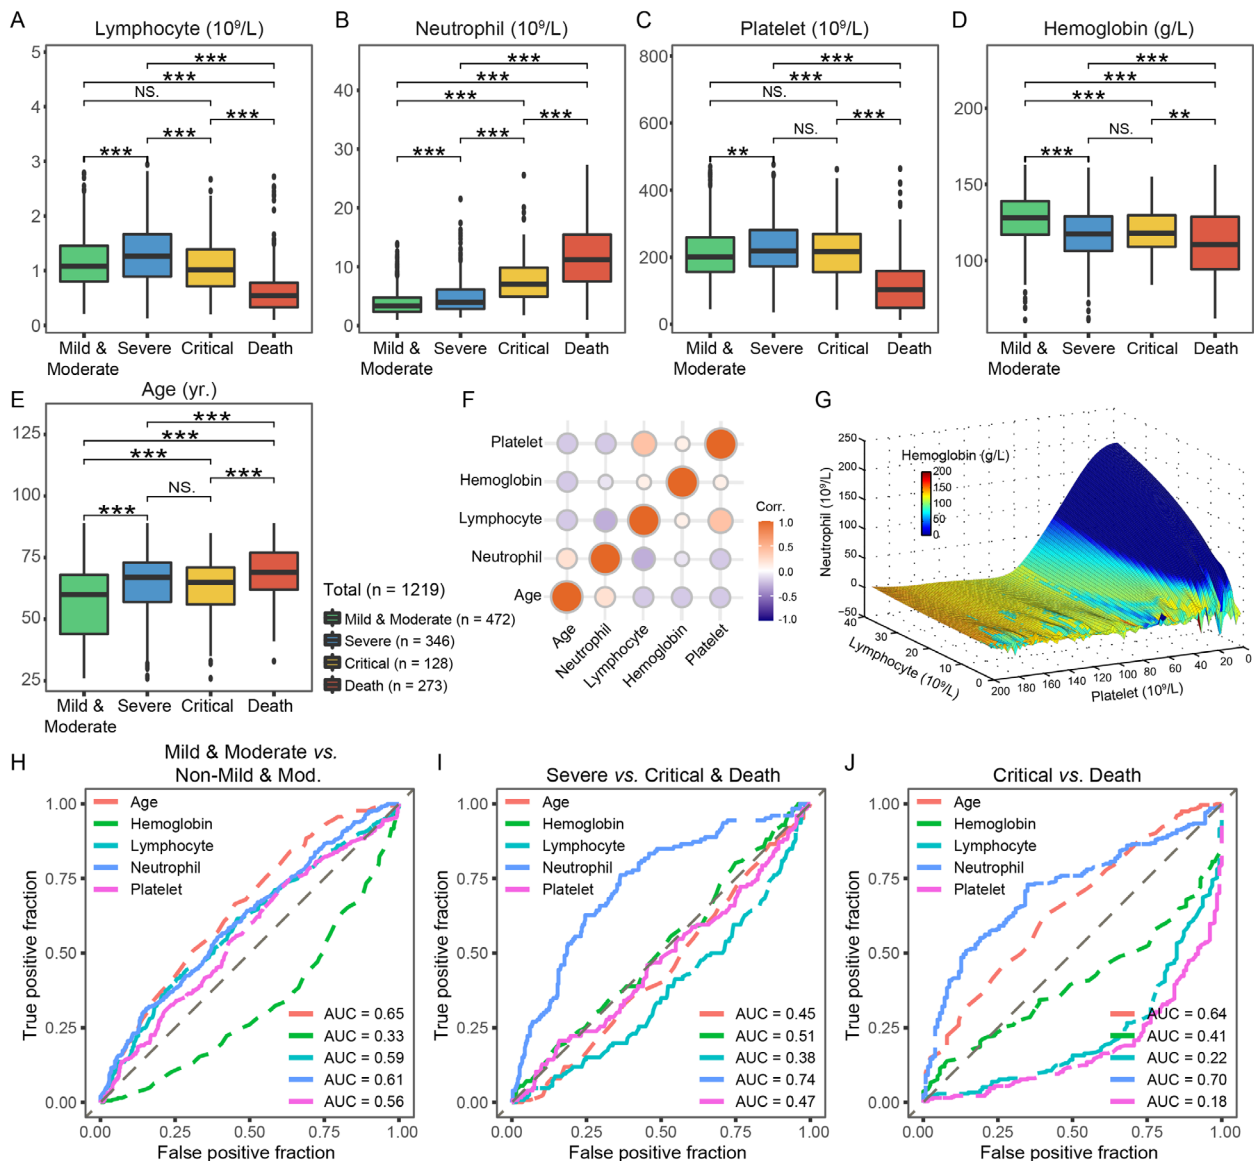 A
Lymphocyte (10⁹/L)
5
4
3
2
1
0
***
***
NS.
***
***
***
Mild &
Moderate
Severe
Critical
Death
B
Neutrophil (10⁹/L)
40
30
20
10
0
***
***
***
***
***
***
Mild &
Moderate
Severe
Critical
Death
C
Platelet (10⁹/L)
800
600
400
200
0
***
***
NS.
***
NS.
**
Mild &
Moderate
Severe
Critical
Death
D
Hemoglobin (g/L)
200
150
100
***
***
***
**
NS.
***
Mild &
Moderate
Severe
Critical
Death
E
Age (yr.)
125
100
75
50
25
***
***
***
***
NS.
***
Mild &
Moderate
Severe
Critical
Death
Total (n = 1219)
Mild & Moderate (n = 472)
Severe (n = 346)
Critical (n = 128)
Death (n = 273)
F
Platelet
Hemoglobin
Lymphocyte
Neutrophil
Age
Age
Neutrophil
Lymphocyte
Hemoglobin
Platelet
Corr.
1.0
0.5
0.0
-0.5
-1.0
G
Hemoglobin (g/L)
200
150
100
50
0
Neutrophil (10⁹/L)
250
200
150
100
50
0
−50
Lymphocyte (10⁹/L)
40
30
20
10
0
200
180
160
140
120
100
80
60
40
20
0
Platelet (10⁹/L)
H
Mild & Moderate vs.
Non-Mild & Mod.
True positive fraction
1.00
0.75
0.50
0.25
0.00
Age
Hemoglobin
Lymphocyte
Neutrophil
Platelet
AUC = 0.65
AUC = 0.33
AUC = 0.59
AUC = 0.61
AUC = 0.56
0.00
0.25
0.50
0.75
1.00
False positive fraction
I
Severe vs. Critical & Death
True positive fraction
1.00
0.75
0.50
0.25
0.00
Age
Hemoglobin
Lymphocyte
Neutrophil
Platelet
AUC = 0.45
AUC = 0.51
AUC = 0.38
AUC = 0.74
AUC = 0.47
0.00
0.25
0.50
0.75
1.00
False positive fraction
J
Critical vs. Death
True positive fraction
1.00
0.75
0.50
0.25
0.00
Age
Hemoglobin
Lymphocyte
Neutrophil
Platelet
AUC = 0.64
AUC = 0.41
AUC = 0.22
AUC = 0.70
AUC = 0.18
0.00
0.25
0.50
0.75
1.00
False positive fraction